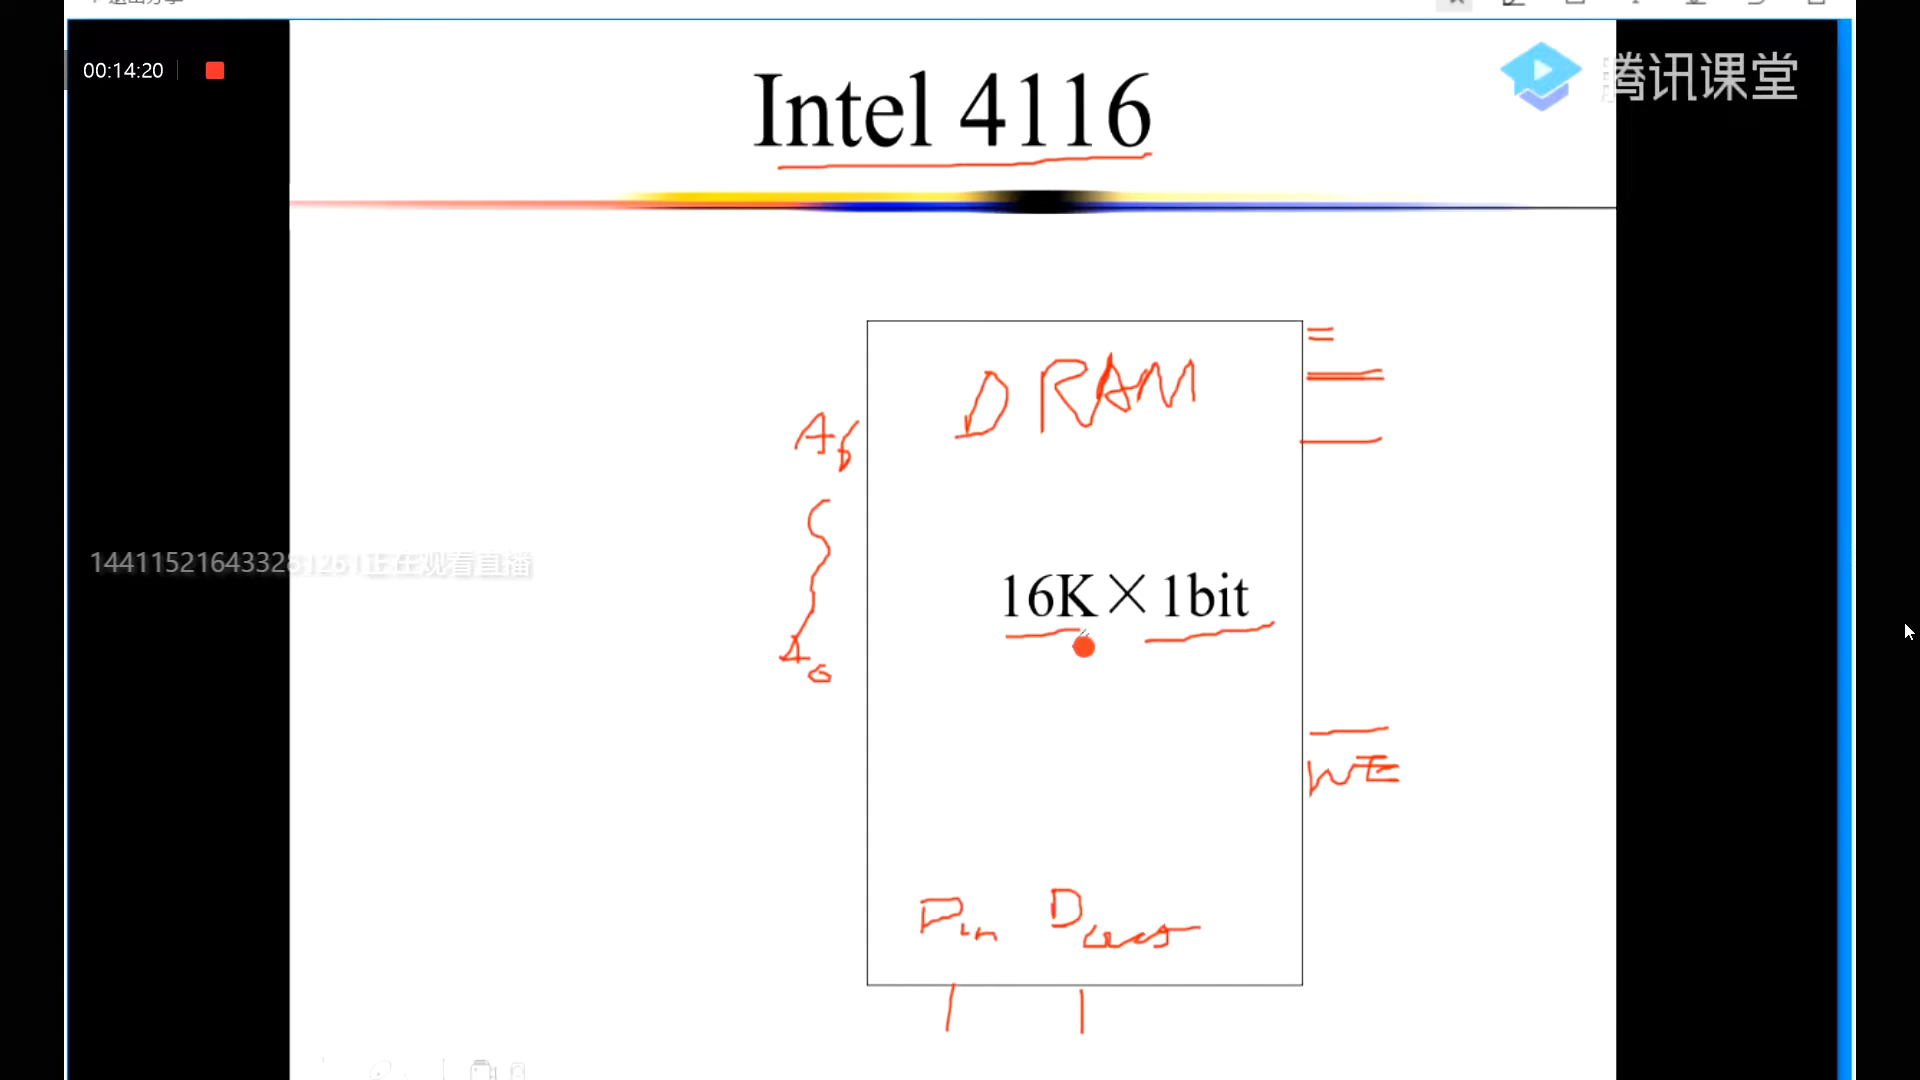 00:14:20
腾讯课堂
Intel 4116
DRAM
A6
16K×1bit
A0
WE
Din Dout